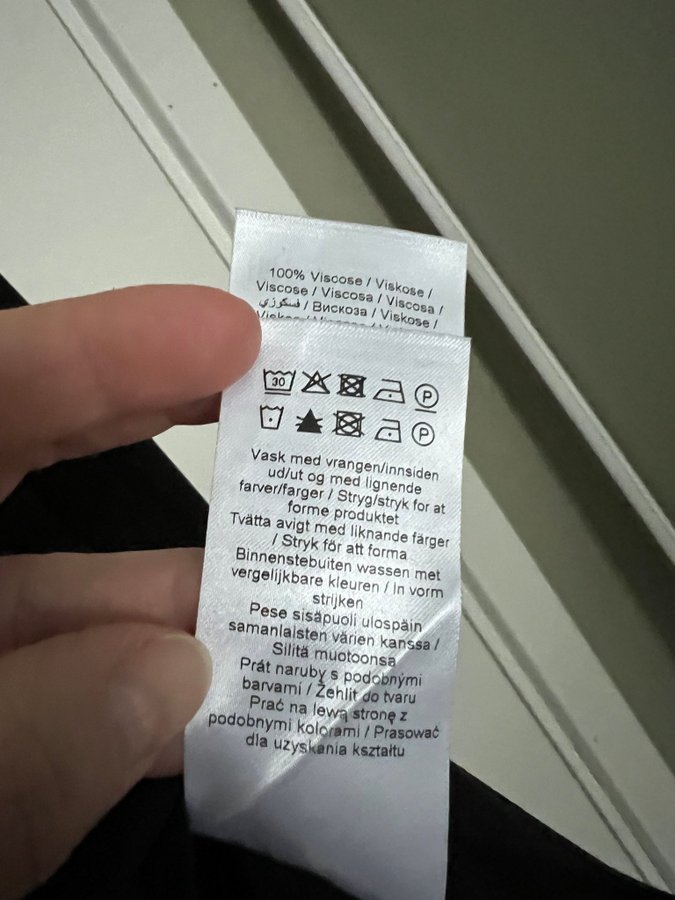 100% Viscose / Viskose /
Viscose / Viscosa / Viscosa /
فسكوزي / Вискоза / Viskose /
30
P
P
Vask med vrangen/innsiden
ud/ut og med lignende
farver/farger / Stryg/stryk for at
forme produktet
Tvätta avigt med liknande färger
/ Stryk för att forma
Binnenstebuiten wassen met
vergelijkbare kleuren / In vorm
strijken
Pese sisäpuoli ulospäin
samanlaisten värien kanssa /
Silitä muotoonsa
Prát naruby s podobnými
barvami / Žehlit do tvaru
Prać na lewą stronę z
podobnymi kolorami / Prasować
dla uzyskania kształtu